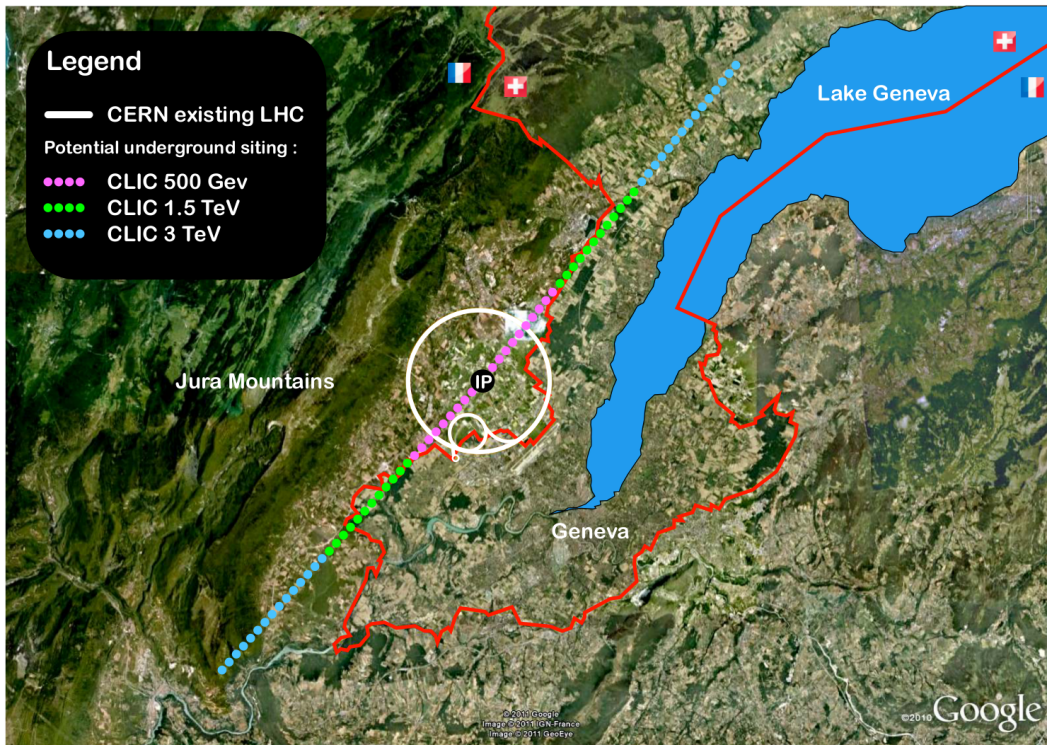 Legend
CERN existing LHC
Potential underground siting :
CLIC 500 Gev
CLIC 1.5 TeV
CLIC 3 TeV
Lake Geneva
Jura Mountains
IP
Geneva
© 2011 Google
Image © 2011 IGN-France
Image © 2011 GeoEye
©2010 Google